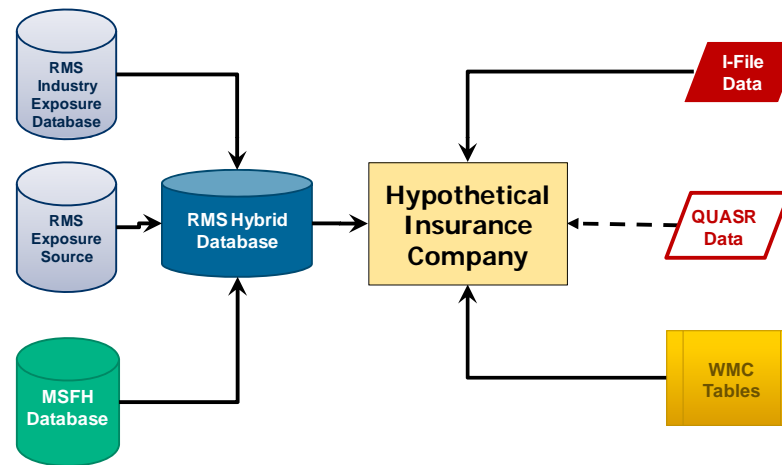 RMS
Industry
Exposure
Database
RMS
Exposure
Source
MSFH
Database
RMS Hybrid
Database
Hypothetical
Insurance
Company
I-File
Data
QUASR
Data
WMC
Tables